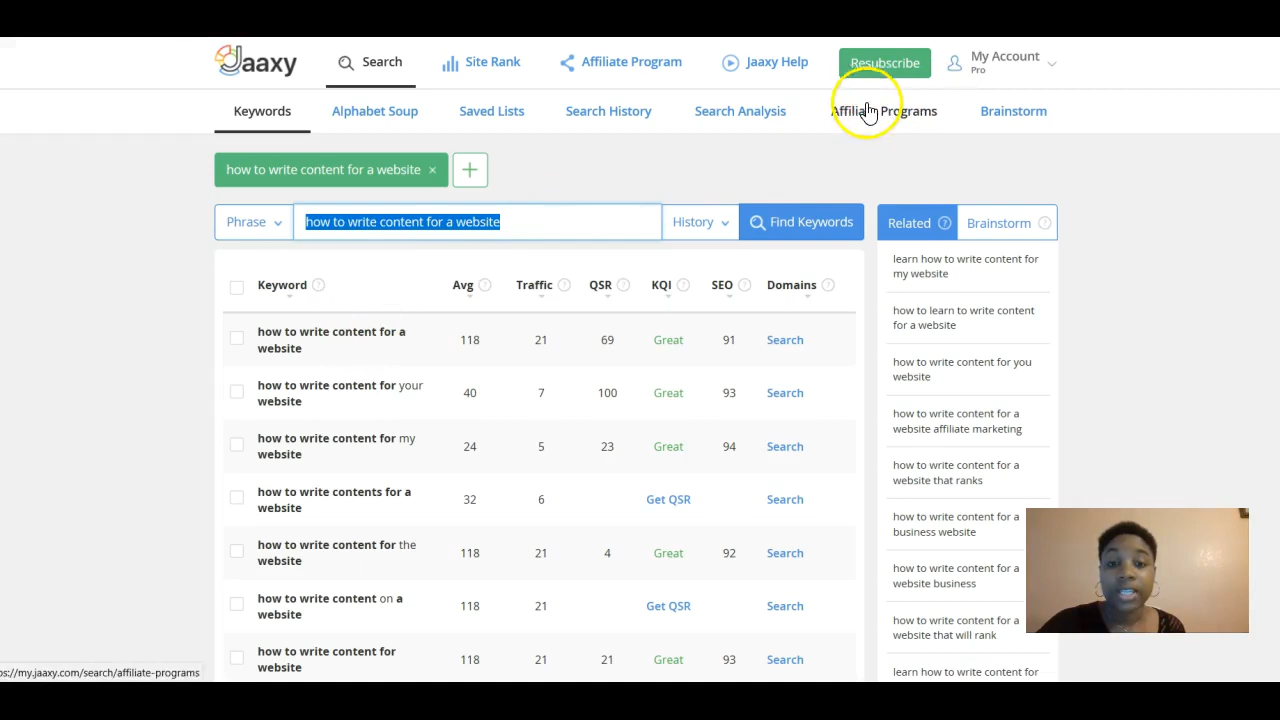 Jaaxy
Search
Site Rank
Affiliate Program
Jaaxy Help
Resubscribe
My Account
Pro
Keywords
Alphabet Soup
Saved Lists
Search History
Search Analysis
Affiliate Programs
Brainstorm
how to write content for a website ×
+
Phrase
how to write content for a website
History
Find Keywords
Related ?
Brainstorm ?
Keyword ?
Avg ?
Traffic ?
QSR ?
KQI ?
SEO ?
Domains ?
how to write content for a
website
118
21
69
Great
91
Search
how to write content for your
website
40
7
100
Great
93
Search
how to write content for my
website
24
5
23
Great
94
Search
how to write contents for a
website
32
6
Get QSR
Search
how to write content for the
website
118
21
4
Great
92
Search
how to write content on a
website
118
21
Get QSR
Search
how to write content for
website
118
21
21
Great
93
Search
learn how to write content for
my website
how to learn to write content
for a website
how to write content for you
website
how to write content for a
website affiliate marketing
how to write content for a
website that ranks
how to write content for a
business website
how to write content for a
website business
how to write content for a
website that will rank
learn how to write content for
ps://my.jaaxy.com/search/affiliate-programs